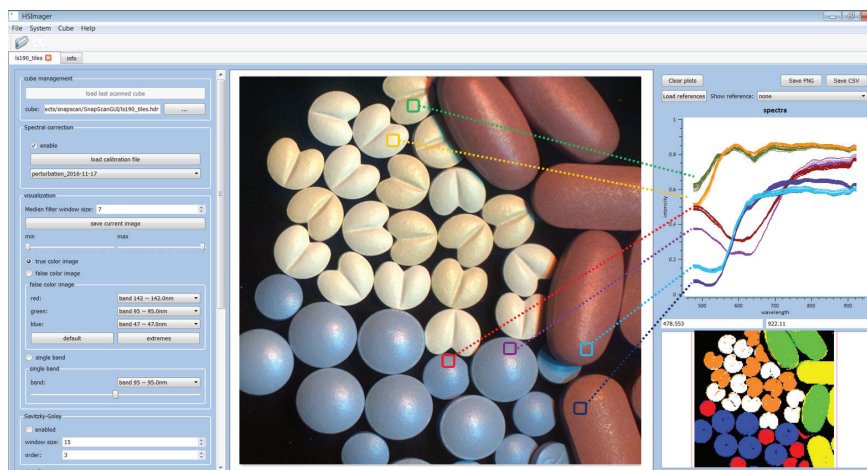 HSImager
File System Cube Help
ls190_tiles info
cube management
load last scanned cube
cube: ects/snapscan/SnapScanGUI/ls190_tiles.hdr ...
Spectral correction
enable
load calibration file
perturbation_2016-11-17
visualization
Median filter window size: 7
save current image
min max
true color image
false color image
false color image
red: band 142 ~ 142.0nm
green: band 95 ~ 95.0nm
blue: band 47 ~ 47.0nm
default extremes
single band
single band
band: band 95 ~ 95.0nm
Savitzky-Golay
enabled
window size: 15
order: 3
Clear plots Save PNG Save CSV
Load references Show reference: none
spectra
1
0.8
0.6
0.4
0.2
0
intensity
500 600 700 800 900
wavelength
478.553 922.11